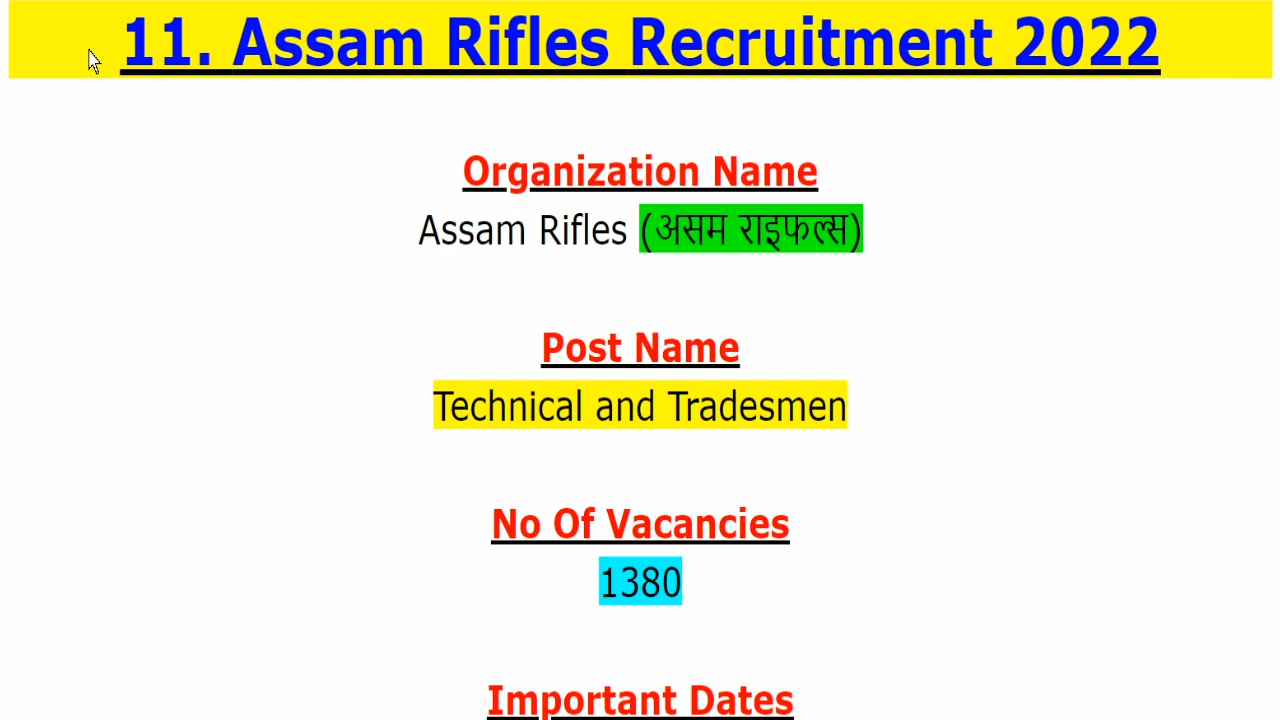 11. Assam Rifles Recruitment 2022
Organization Name
Assam Rifles (असम राइफल्स)
Post Name
Technical and Tradesmen
No Of Vacancies
1380
Important Dates